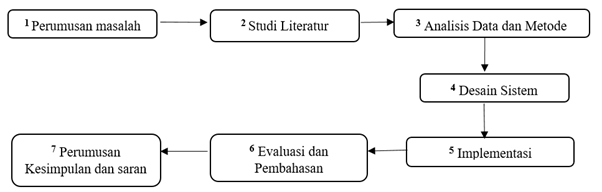 1 Perumusan masalah
2 Studi Literatur
3 Analisis Data dan Metode
4 Desain Sistem
5 Implementasi
6 Evaluasi dan
Pembahasan
7 Perumusan
Kesimpulan dan saran